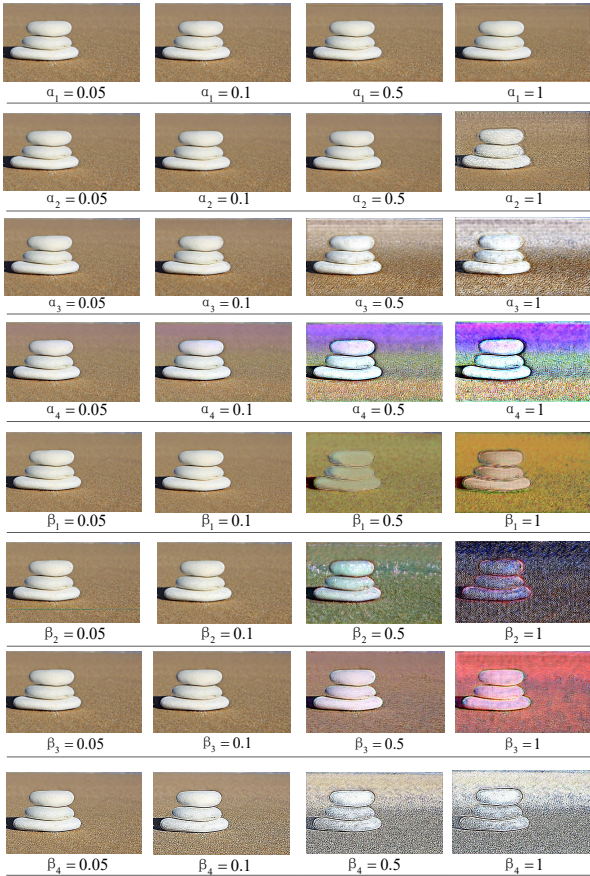 α₁ = 0.05 α₁ = 0.1 α₁ = 0.5 α₁ = 1
α₂ = 0.05 α₂ = 0.1 α₂ = 0.5 α₂ = 1
α₃ = 0.05 α₃ = 0.1 α₃ = 0.5 α₃ = 1
α₄ = 0.05 α₄ = 0.1 α₄ = 0.5 α₄ = 1
β₁ = 0.05 β₁ = 0.1 β₁ = 0.5 β₁ = 1
β₂ = 0.05 β₂ = 0.1 β₂ = 0.5 β₂ = 1
β₃ = 0.05 β₃ = 0.1 β₃ = 0.5 β₃ = 1
β₄ = 0.05 β₄ = 0.1 β₄ = 0.5 β₄ = 1